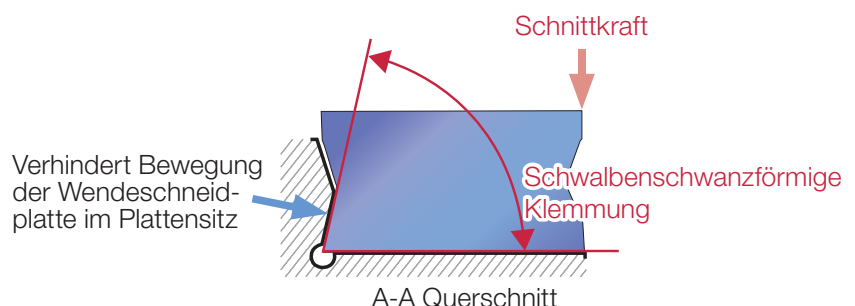 Schnittkraft
Verhindert Bewegung
der Wendeschneid-
platte im Plattensitz
Schwalbenschwanzförmige
Klemmung
A-A Querschnitt